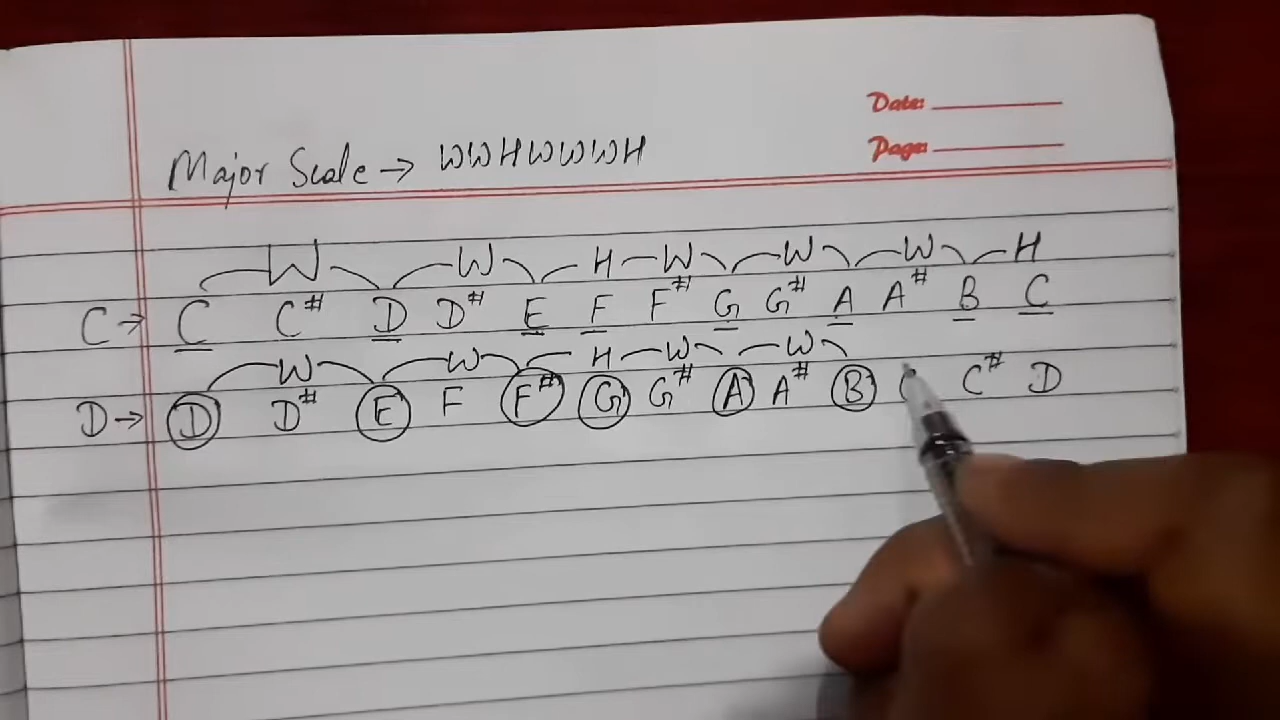 Date:
Page:
Major Scale → WWHWWWH
W W H W W W H
C → C C# D D# E F F# G G# A A# B C
W W H W W
D → D D# E F F# G G# A A# B C# D